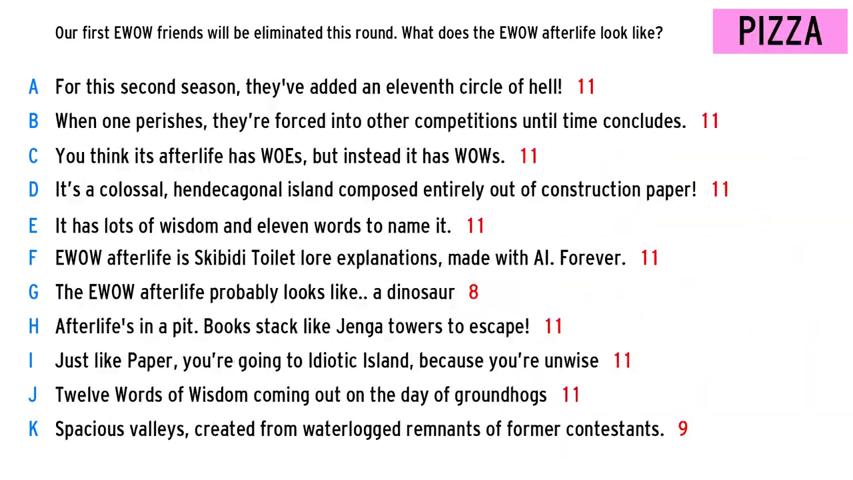 Our first EWOW friends will be eliminated this round. What does the EWOW afterlife look like?
PIZZA
A For this second season, they've added an eleventh circle of hell! 11
B When one perishes, they're forced into other competitions until time concludes. 11
C You think its afterlife has WOEs, but instead it has WOWs. 11
D It's a colossal, hendecagonal island composed entirely out of construction paper! 11
E It has lots of wisdom and eleven words to name it. 11
F EWOW afterlife is Skibidi Toilet lore explanations, made with AI. Forever. 11
G The EWOW afterlife probably looks like.. a dinosaur 8
H Afterlife's in a pit. Books stack like Jenga towers to escape! 11
I Just like Paper, you're going to Idiotic Island, because you're unwise 11
J Twelve Words of Wisdom coming out on the day of groundhogs 11
K Spacious valleys, created from waterlogged remnants of former contestants. 9